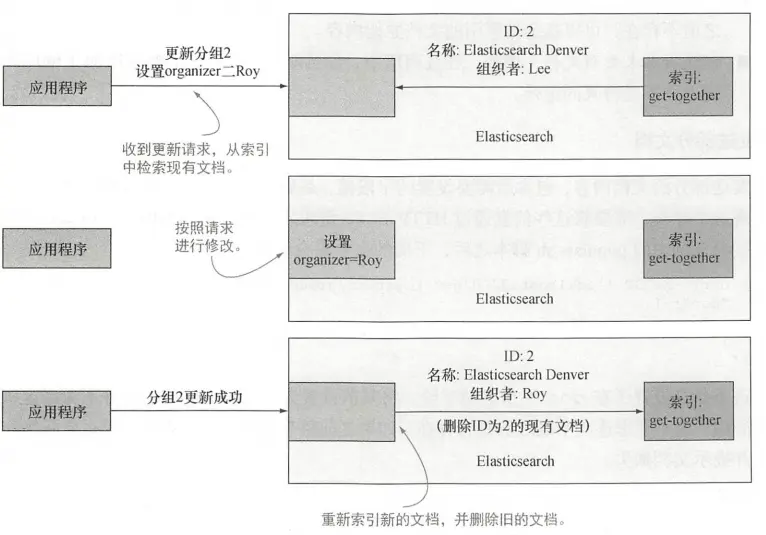 ID: 2
名称: Elasticsearch Denver
组织者: Lee
更新分组2
设置organizer二Roy
应用程序
索引:
get-together
Elasticsearch
收到更新请求，从索引
中检索现有文档。
按照请求
进行修改。
应用程序
设置
organizer=Roy
索引:
get-together
Elasticsearch
ID: 2
名称: Elasticsearch Denver
组织者: Roy
(删除ID为2的现有文档)
应用程序
分组2更新成功
索引:
get-together
Elasticsearch
重新索引新的文档，并删除旧的文档。